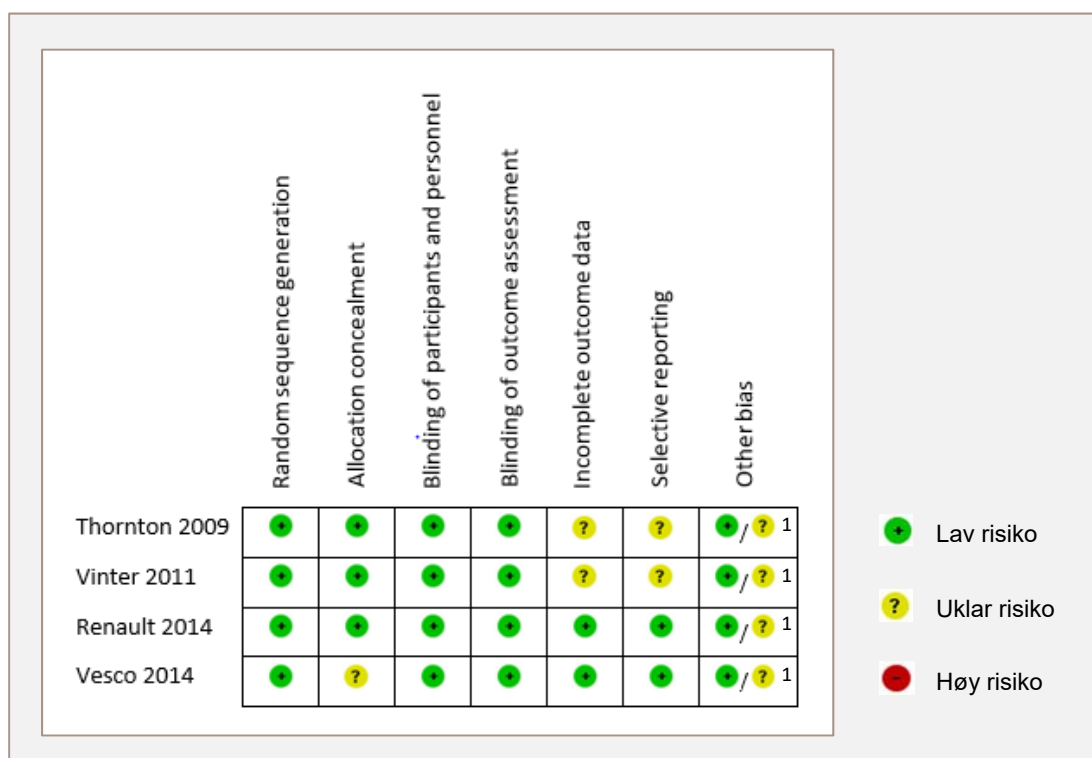 Random sequence generation
Allocation concealment
Blinding of participants and personnel
Blinding of outcome assessment
Incomplete outcome data
Selective reporting
Other bias
Thornton 2009 + + + + ? ? + / ? 1
Vinter 2011 + + + + ? ? + / ? 1
Renault 2014 + + + + + + + / ? 1
Vesco 2014 + ? + + + + + / ? 1
+ Lav risiko
? Uklar risiko
- Høy risiko